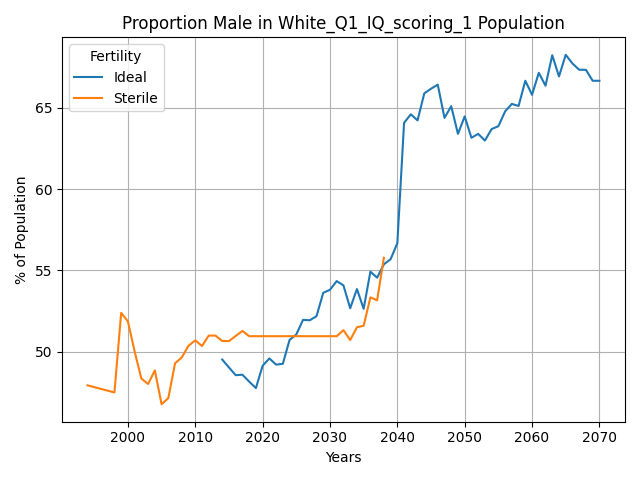 Proportion Male in White_Q1_IQ_scoring_1 Population
Fertility
Ideal
Sterile
% of Population
65
60
55
50
2000
2010
2020
2030
2040
2050
2060
2070
Years